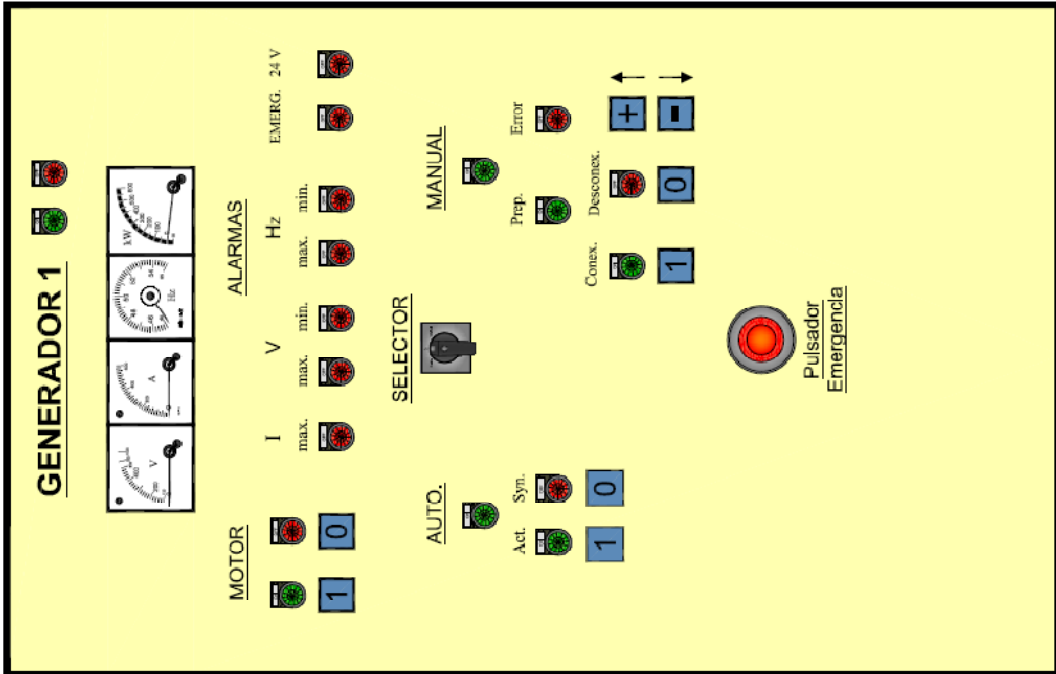 GENERADOR 1
V
A
Hz
kW
MOTOR
1
0
ALARMAS
I
V
Hz
max.
max.
min.
max.
min.
EMERG.
24 V
AUTO.
Act.
Syn.
1
0
SELECTOR
MANUAL
Prep.
Error
Conex.
Desconex.
1
0
+
-
Pulsador
Emergencia